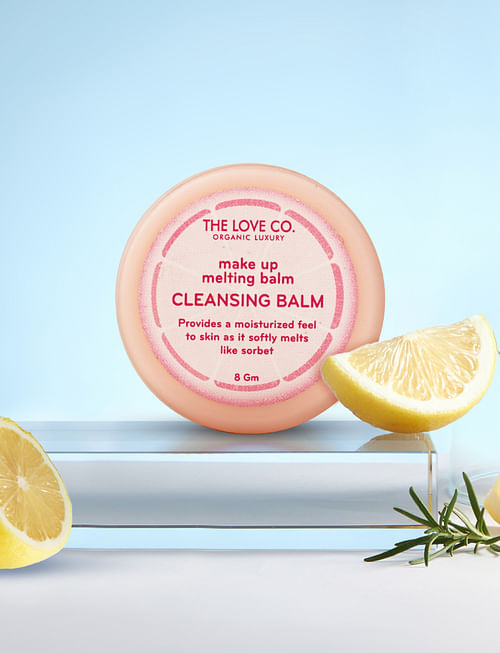 THE LOVE CO.
ORGANIC LUXURY
make up
melting balm
CLEANSING BALM
Provides a moisturized feel
to skin as it softly melts
like sorbet
8 Gm